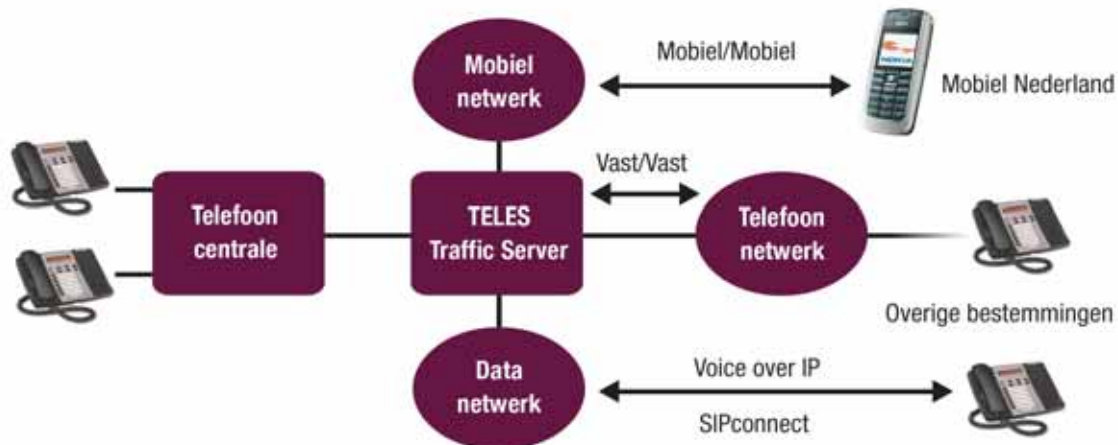 Mobiel
netwerk
Mobiel/Mobiel
NOKIA
Mobiel Nederland
Vast/Vast
Telefoon
centrale
TELES
Traffic Server
Telefoon
netwerk
Overige bestemmingen
Data
netwerk
Voice over IP
SIPconnect